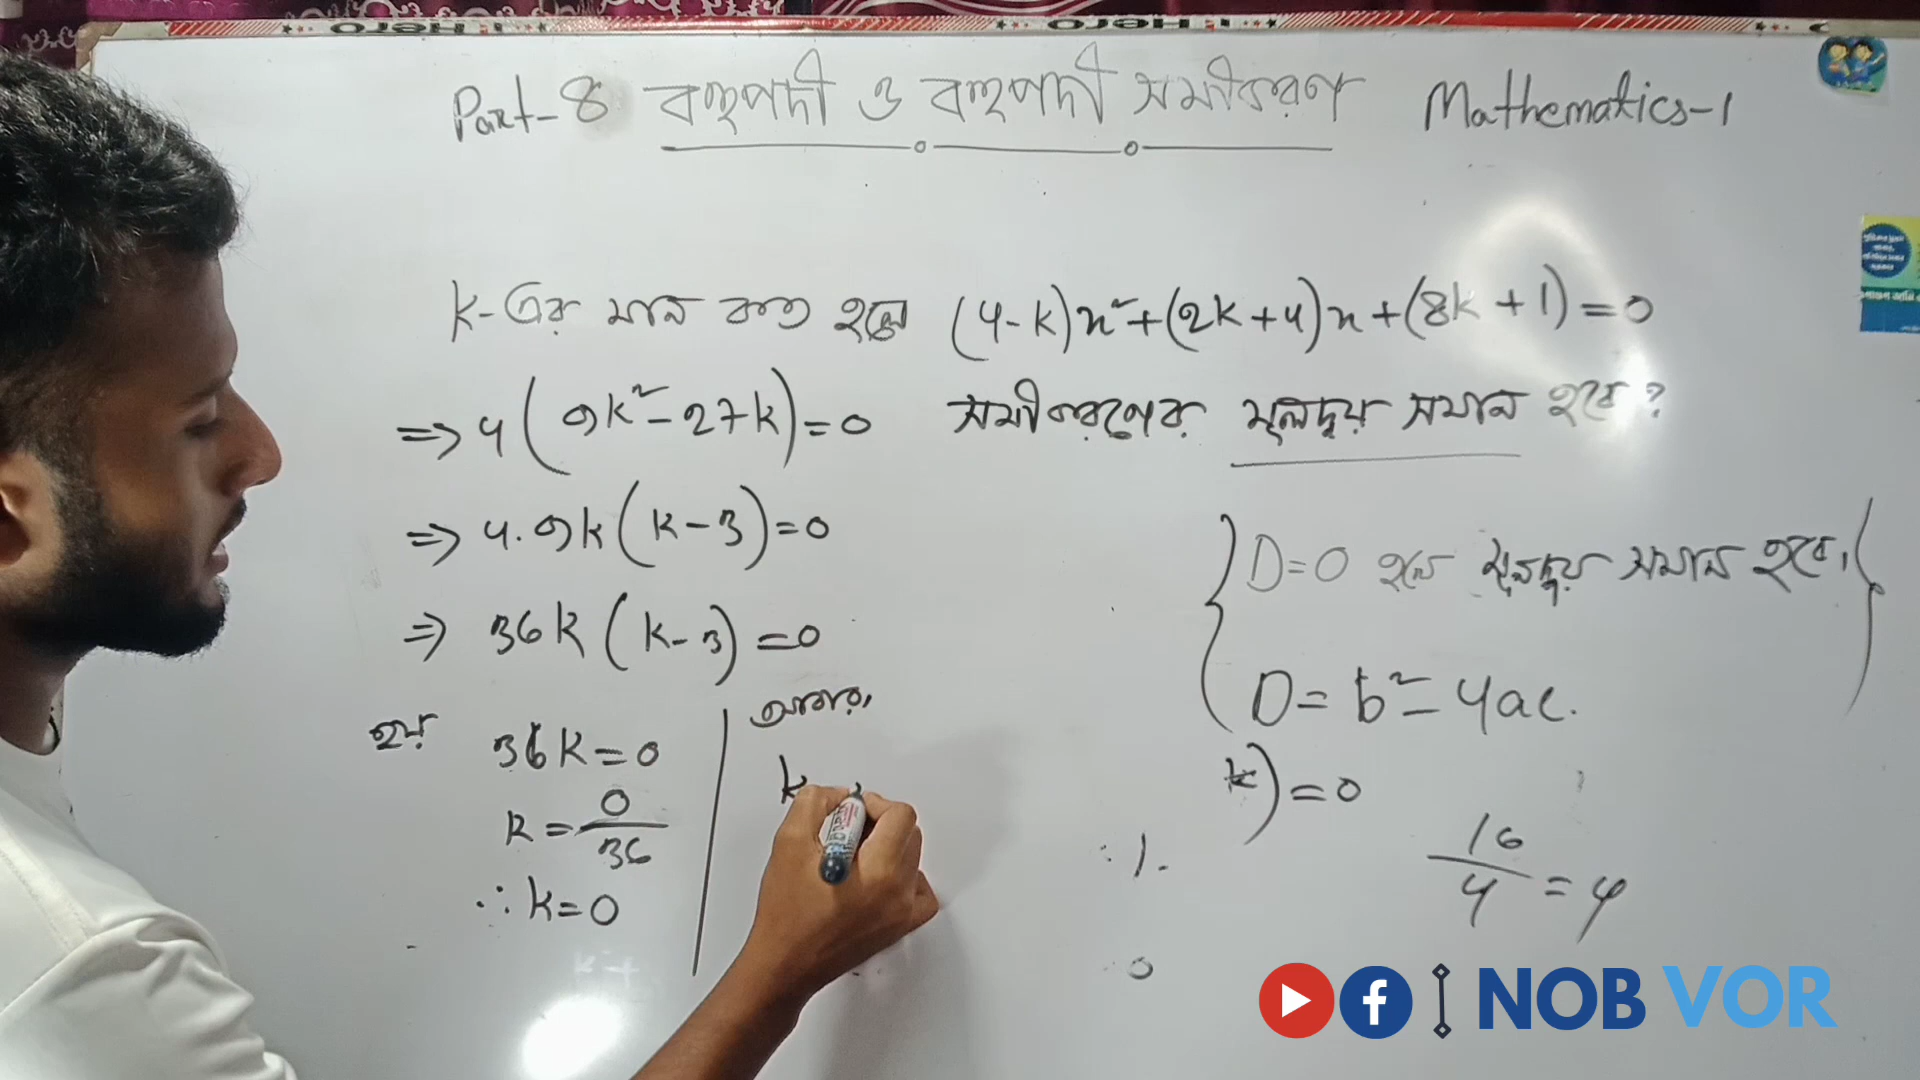 Hero
Hero
Part-8 বহুপদী ও বহুপদী সমীকরণ Mathematics-1
k-এর মান কত হলে (4-k)x²+(2k+4)x+(8k+1)=0
সমীকরণের মূলদ্বয় সমান হবে?
=> 4(9k²-27k)=0
=> 4.9k(k-3)=0
=> 36k(k-3)=0
হয়
36k=0
k=0/36
∴ k=0
আবার,
k
D=0 হলে মূলদ্বয় সমান হবে।
D=b²-4ac.
k)=0
16/4=4
NOB VOR